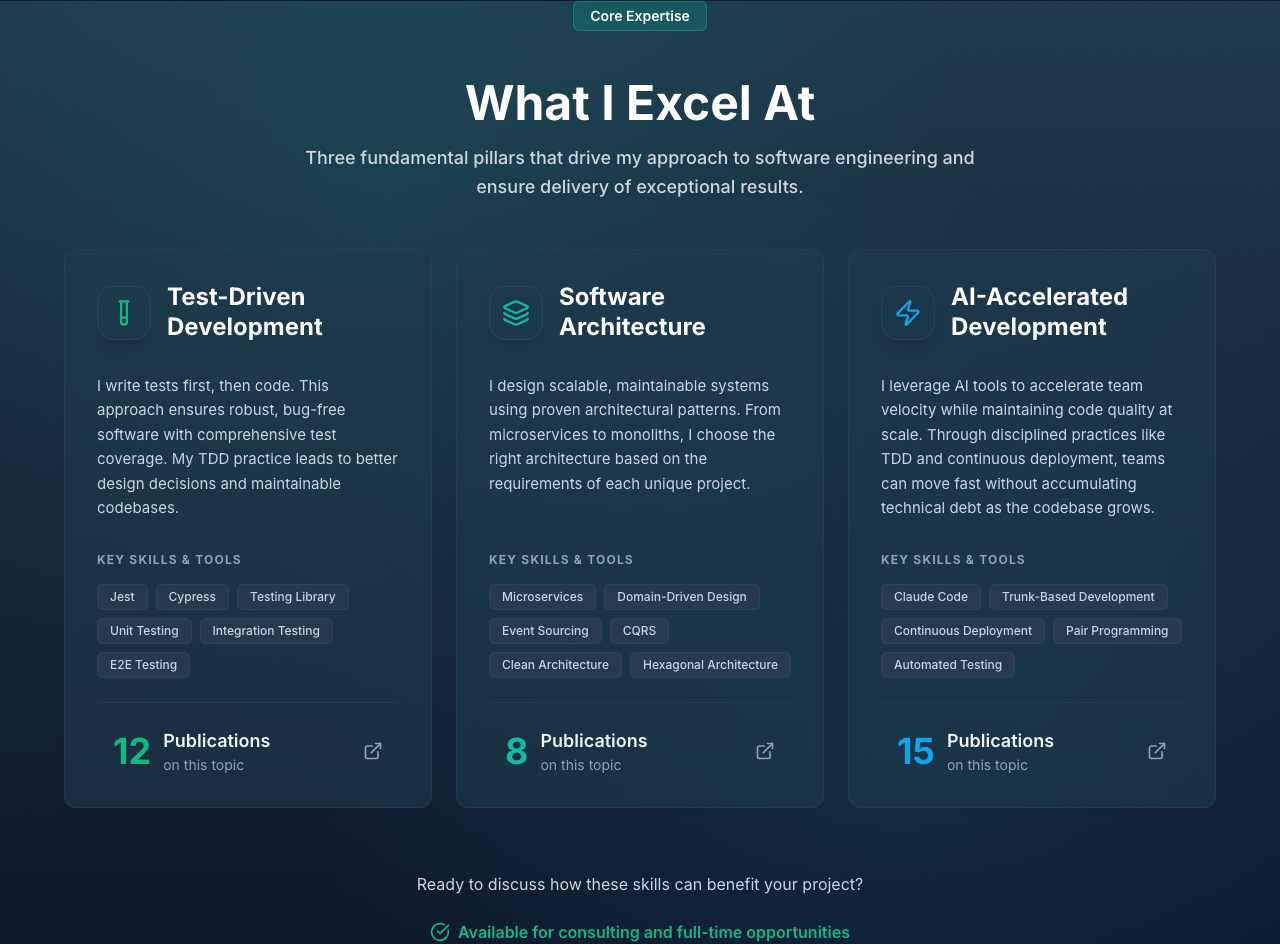 Core Expertise
What I Excel At
Three fundamental pillars that drive my approach to software engineering and
ensure delivery of exceptional results.
Test-Driven
Development
I write tests first, then code. This
approach ensures robust, bug-free
software with comprehensive test
coverage. My TDD practice leads to better
design decisions and maintainable
codebases.
KEY SKILLS & TOOLS
Jest
Cypress
Testing Library
Unit Testing
Integration Testing
E2E Testing
12
Publications
on this topic
Software
Architecture
I design scalable, maintainable systems
using proven architectural patterns. From
microservices to monoliths, I choose the
right architecture based on the
requirements of each unique project.
KEY SKILLS & TOOLS
Microservices
Domain-Driven Design
Event Sourcing
CQRS
Clean Architecture
Hexagonal Architecture
8
Publications
on this topic
AI-Accelerated
Development
I leverage AI tools to accelerate team
velocity while maintaining code quality at
scale. Through disciplined practices like
TDD and continuous deployment, teams
can move fast without accumulating
technical debt as the codebase grows.
KEY SKILLS & TOOLS
Claude Code
Trunk-Based Development
Continuous Deployment
Pair Programming
Automated Testing
15
Publications
on this topic
Ready to discuss how these skills can benefit your project?
Available for consulting and full-time opportunities